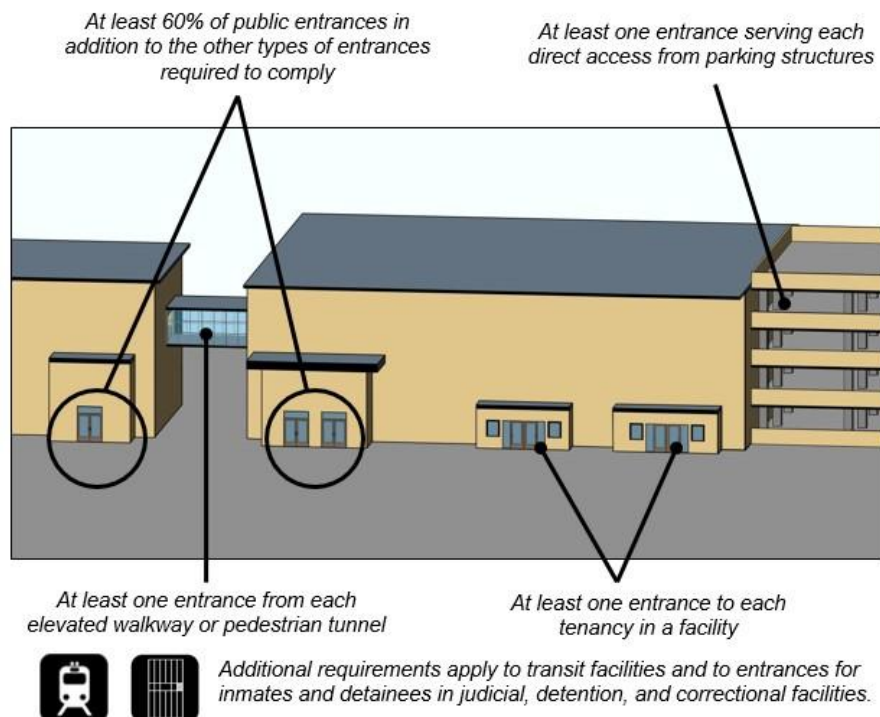 At least 60% of public entrances in
addition to the other types of entrances
required to comply
At least one entrance serving each
direct access from parking structures
At least one entrance from each
elevated walkway or pedestrian tunnel
At least one entrance to each
tenancy in a facility
Additional requirements apply to transit facilities and to entrances for
inmates and detainees in judicial, detention, and correctional facilities.